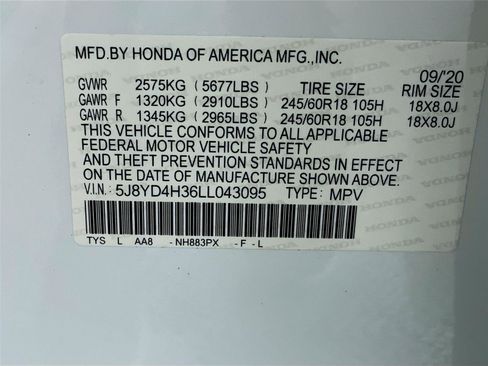 MFD.BY HONDA OF AMERICA MFG.,INC.
09/'20
GVWR 2575KG (5677LBS) TIRE SIZE RIM SIZE
GAWR F 1320KG (2910LBS) 245/60R18 105H 18X8.0J
GAWR R 1345KG (2965LBS) 245/60R18 105H 18X8.0J
THIS VEHICLE CONFORMS TO ALL APPLICABLE
FEDERAL MOTOR VEHICLE SAFETY
AND THEFT PREVENTION STANDARDS IN EFFECT
ON THE DATE OF MANUFACTURE SHOWN ABOVE.
V.I.N.: 5J8YD4H36LL043095 TYPE: MPV
TYS L AA8 - NH883PX - F - L